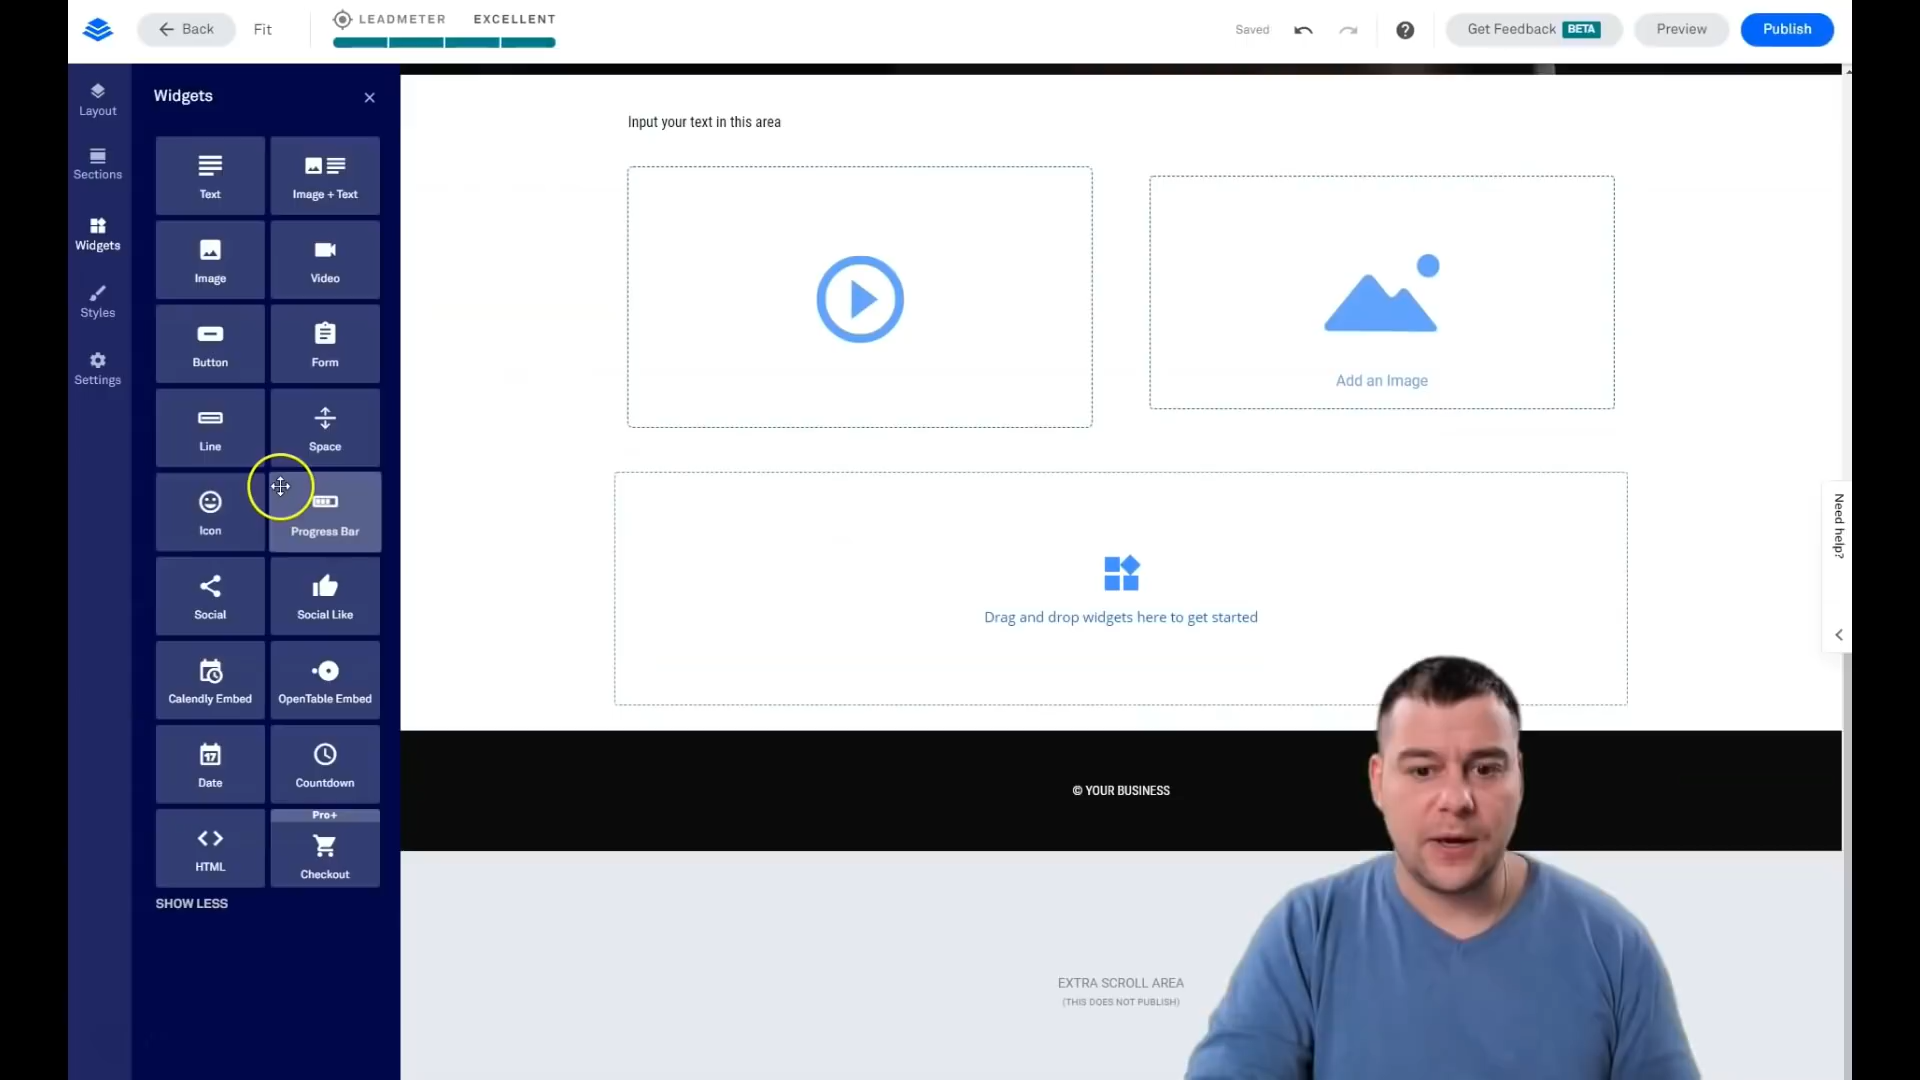 Back
Fit
LEADMETER EXCELLENT
Saved
Get Feedback BETA
Preview
Publish
Layout
Sections
Widgets
Styles
Settings
Widgets
Text
Image + Text
Image
Video
Button
Form
Line
Space
Icon
Progress Bar
Social
Social Like
Calendly Embed
OpenTable Embed
17
Date
Countdown
HTML
Pro+
Checkout
SHOW LESS
Input your text in this area
Add an Image
Drag and drop widgets here to get started
© YOUR BUSINESS
EXTRA SCROLL AREA
(THIS DOES NOT PUBLISH)
Need help?